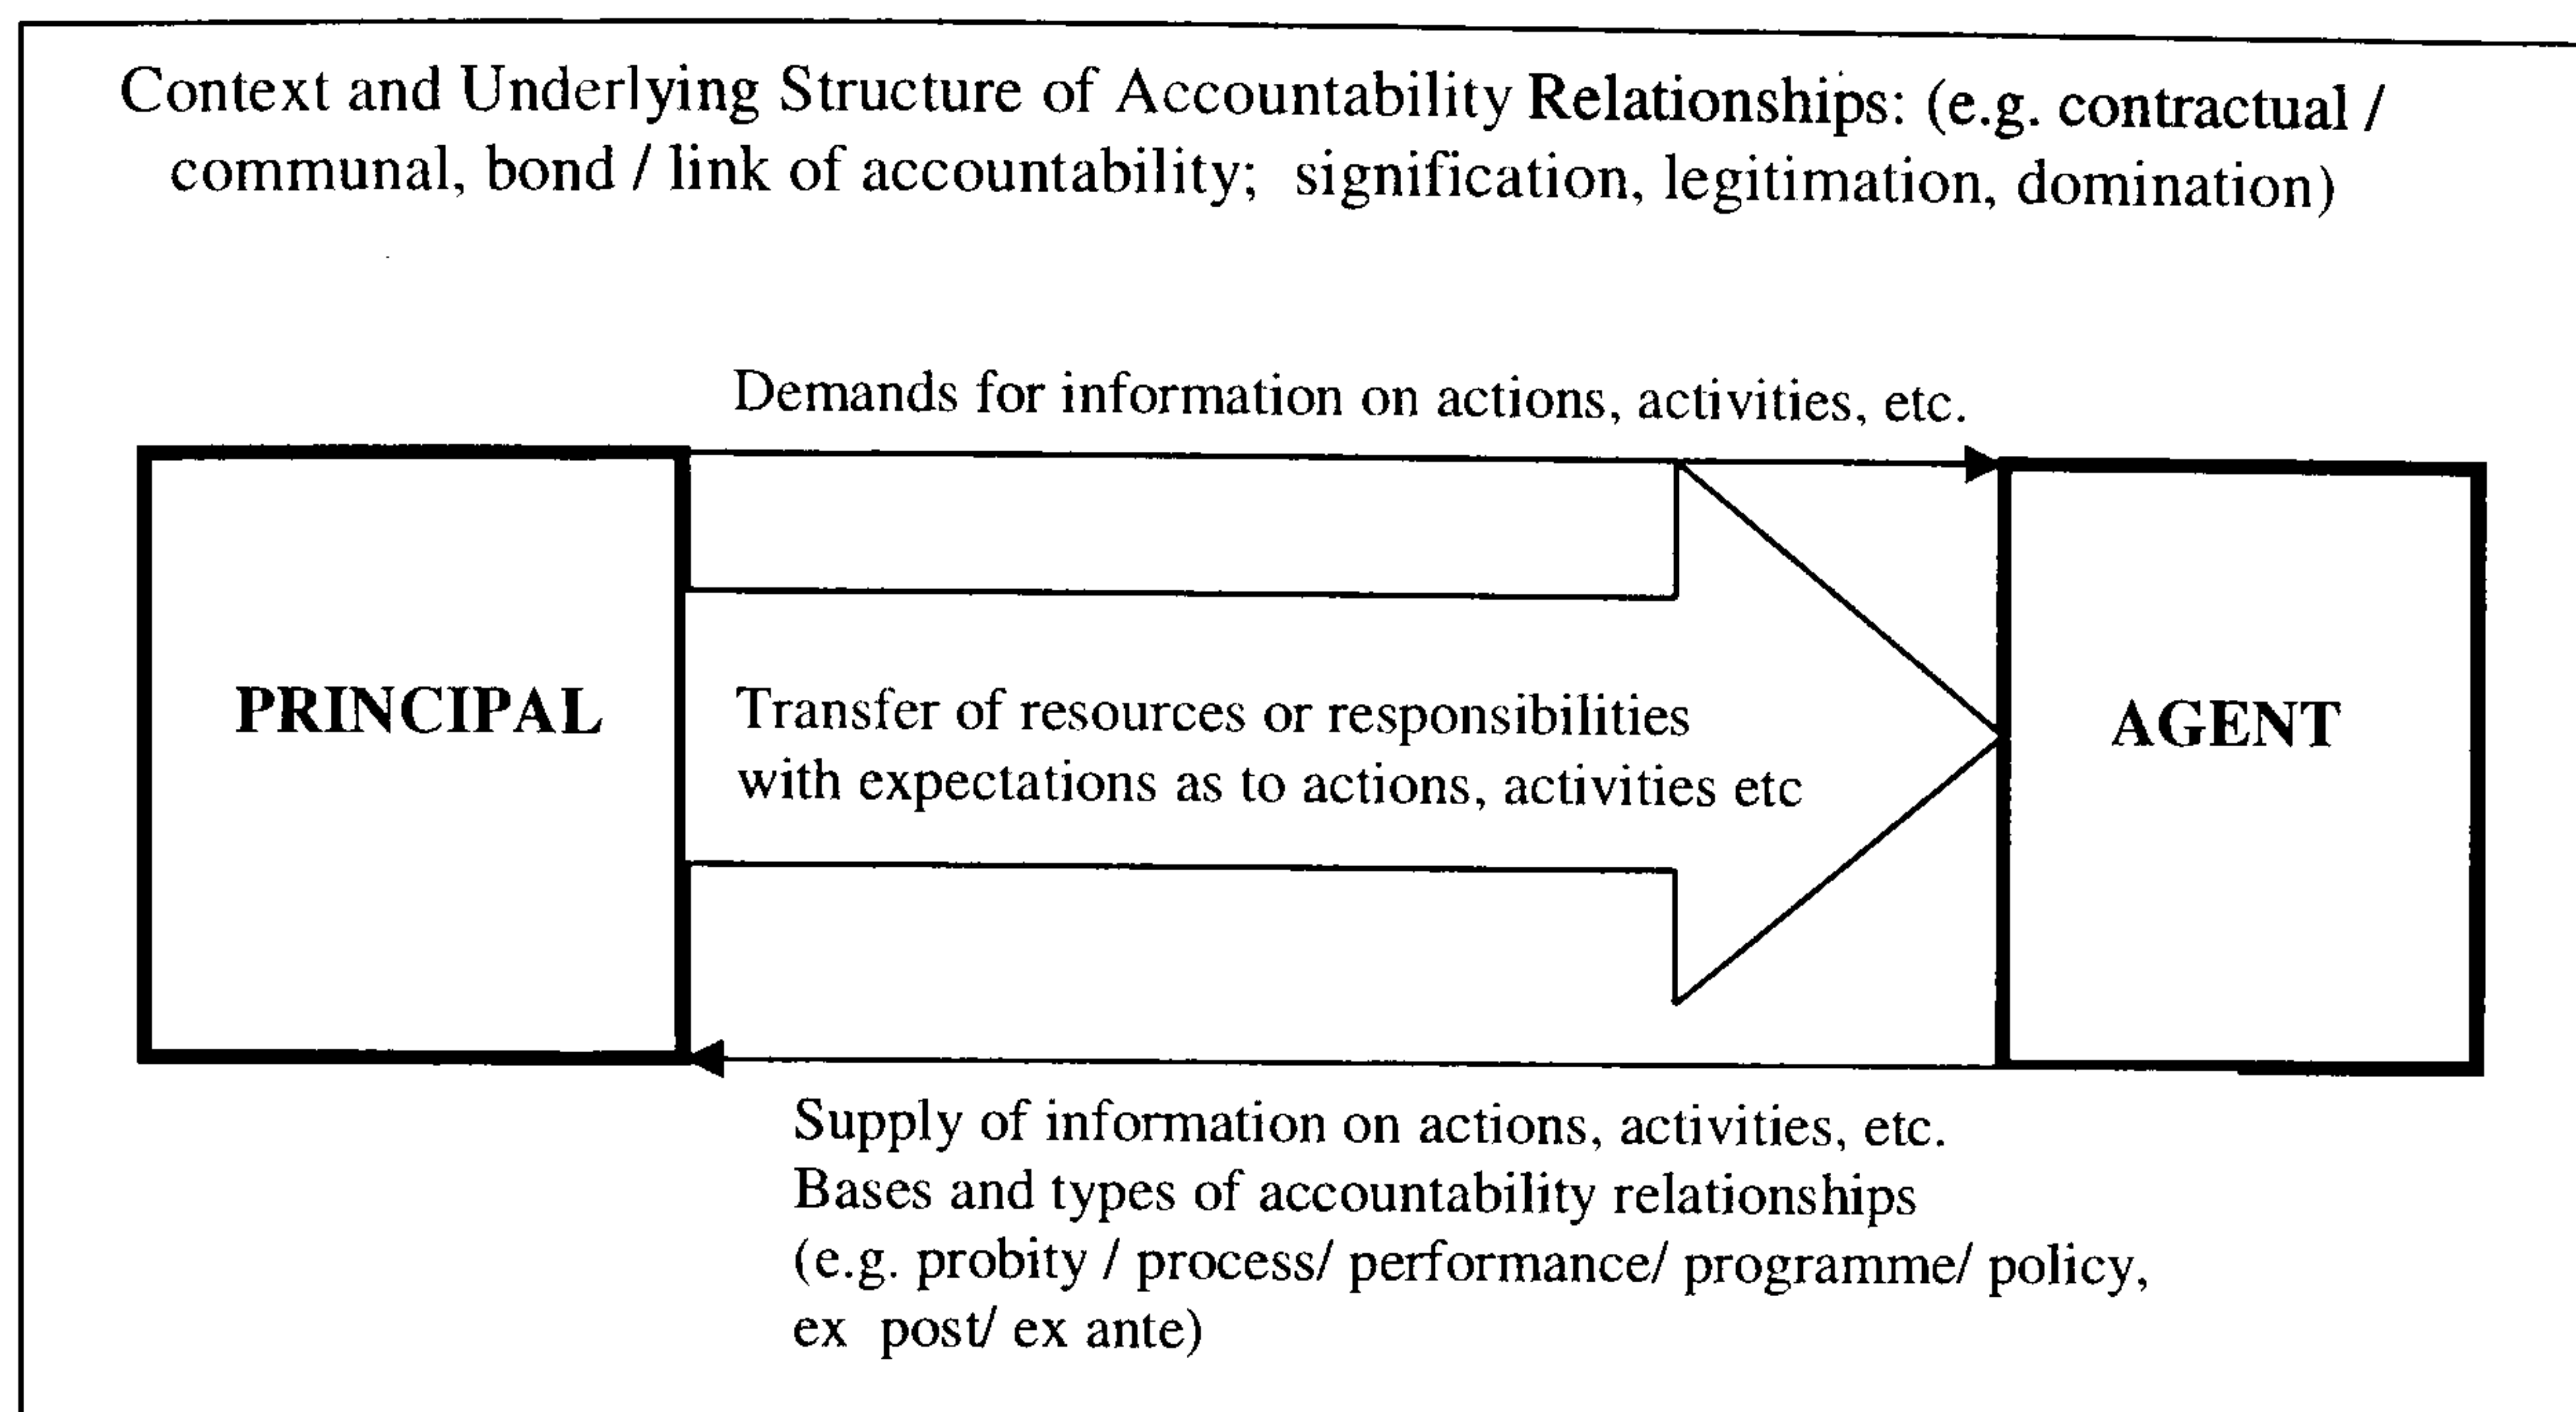 Context and Underlying Structure of Accountability Relationships: (e.g. contractual /
communal, bond / link of accountability; signification, legitimation, domination)
Demands for information on actions, activities, etc.
PRINCIPAL
Transfer of resources or responsibilities
with expectations as to actions, activities etc
AGENT
Supply of information on actions, activities, etc.
Bases and types of accountability relationships
(e.g. probity / process/ performance/ programme/ policy,
ex post/ ex ante)